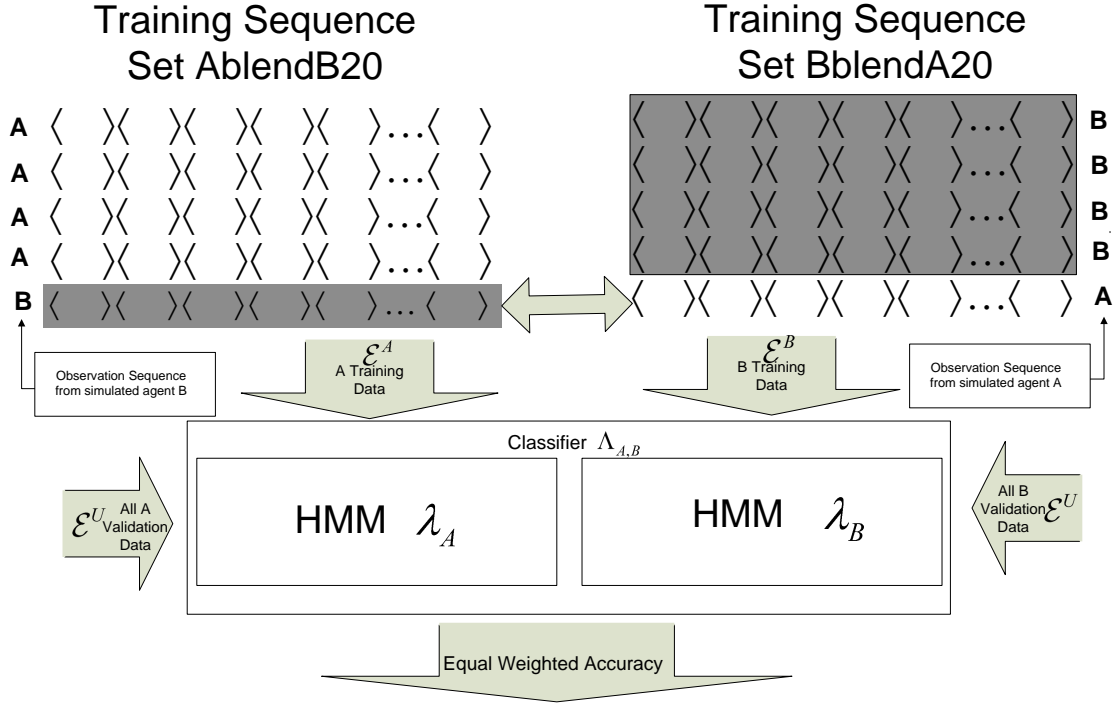 Training Sequence
Set AblendB20
Training Sequence
Set BblendA20
A 〈 〉〈 〉〈 〉〈 〉〈 〉...〈 〉
A 〈 〉〈 〉〈 〉〈 〉〈 〉...〈 〉
A 〈 〉〈 〉〈 〉〈 〉〈 〉...〈 〉
A 〈 〉〈 〉〈 〉〈 〉〈 〉...〈 〉
B 〈 〉〈 〉〈 〉〈 〉〈 〉...〈 〉
〈 〉〈 〉〈 〉〈 〉〈 〉...〈 〉 B
〈 〉〈 〉〈 〉〈 〉〈 〉...〈 〉 B
〈 〉〈 〉〈 〉〈 〉〈 〉...〈 〉 B
〈 〉〈 〉〈 〉〈 〉〈 〉...〈 〉 B
〈 〉〈 〉〈 〉〈 〉〈 〉...〈 〉 A
Observation Sequence
from simulated agent B
ℰ^A
A Training
Data
ℰ^B
B Training
Data
Observation Sequence
from simulated agent A
Classifier Λ_{A,B}
HMM λ_A
HMM λ_B
ℰ^U All A
Validation
Data
All B
Validation ℰ^U
Data
Equal Weighted Accuracy